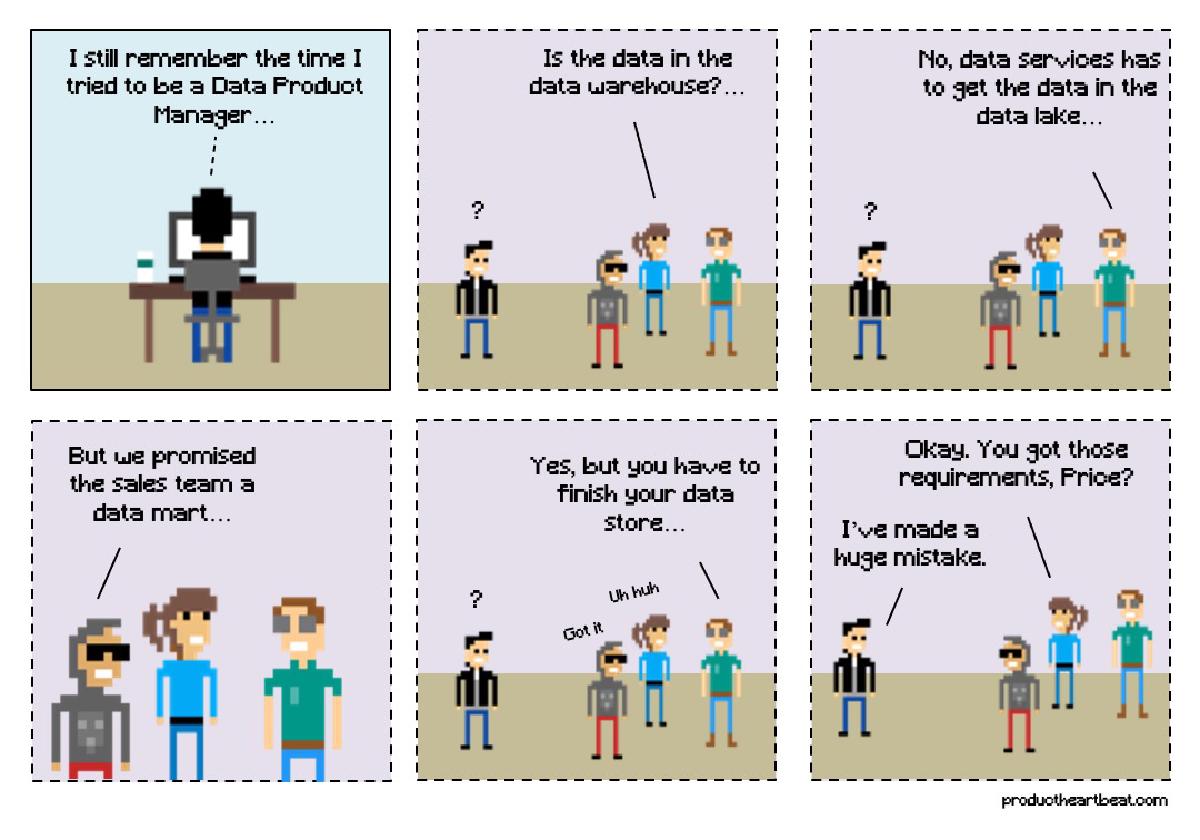 I still remember the time I
tried to be a Data Product
Manager...
Is the data in the
data warehouse?...
No, data services has
to get the data in the
data lake...
?
?
But we promised
the sales team a
data mart...
Yes, but you have to
finish your data
store...
?
Uh huh
Got it
Okay. You got those
requirements, Price?
I've made a
huge mistake.
productheartbeat.com